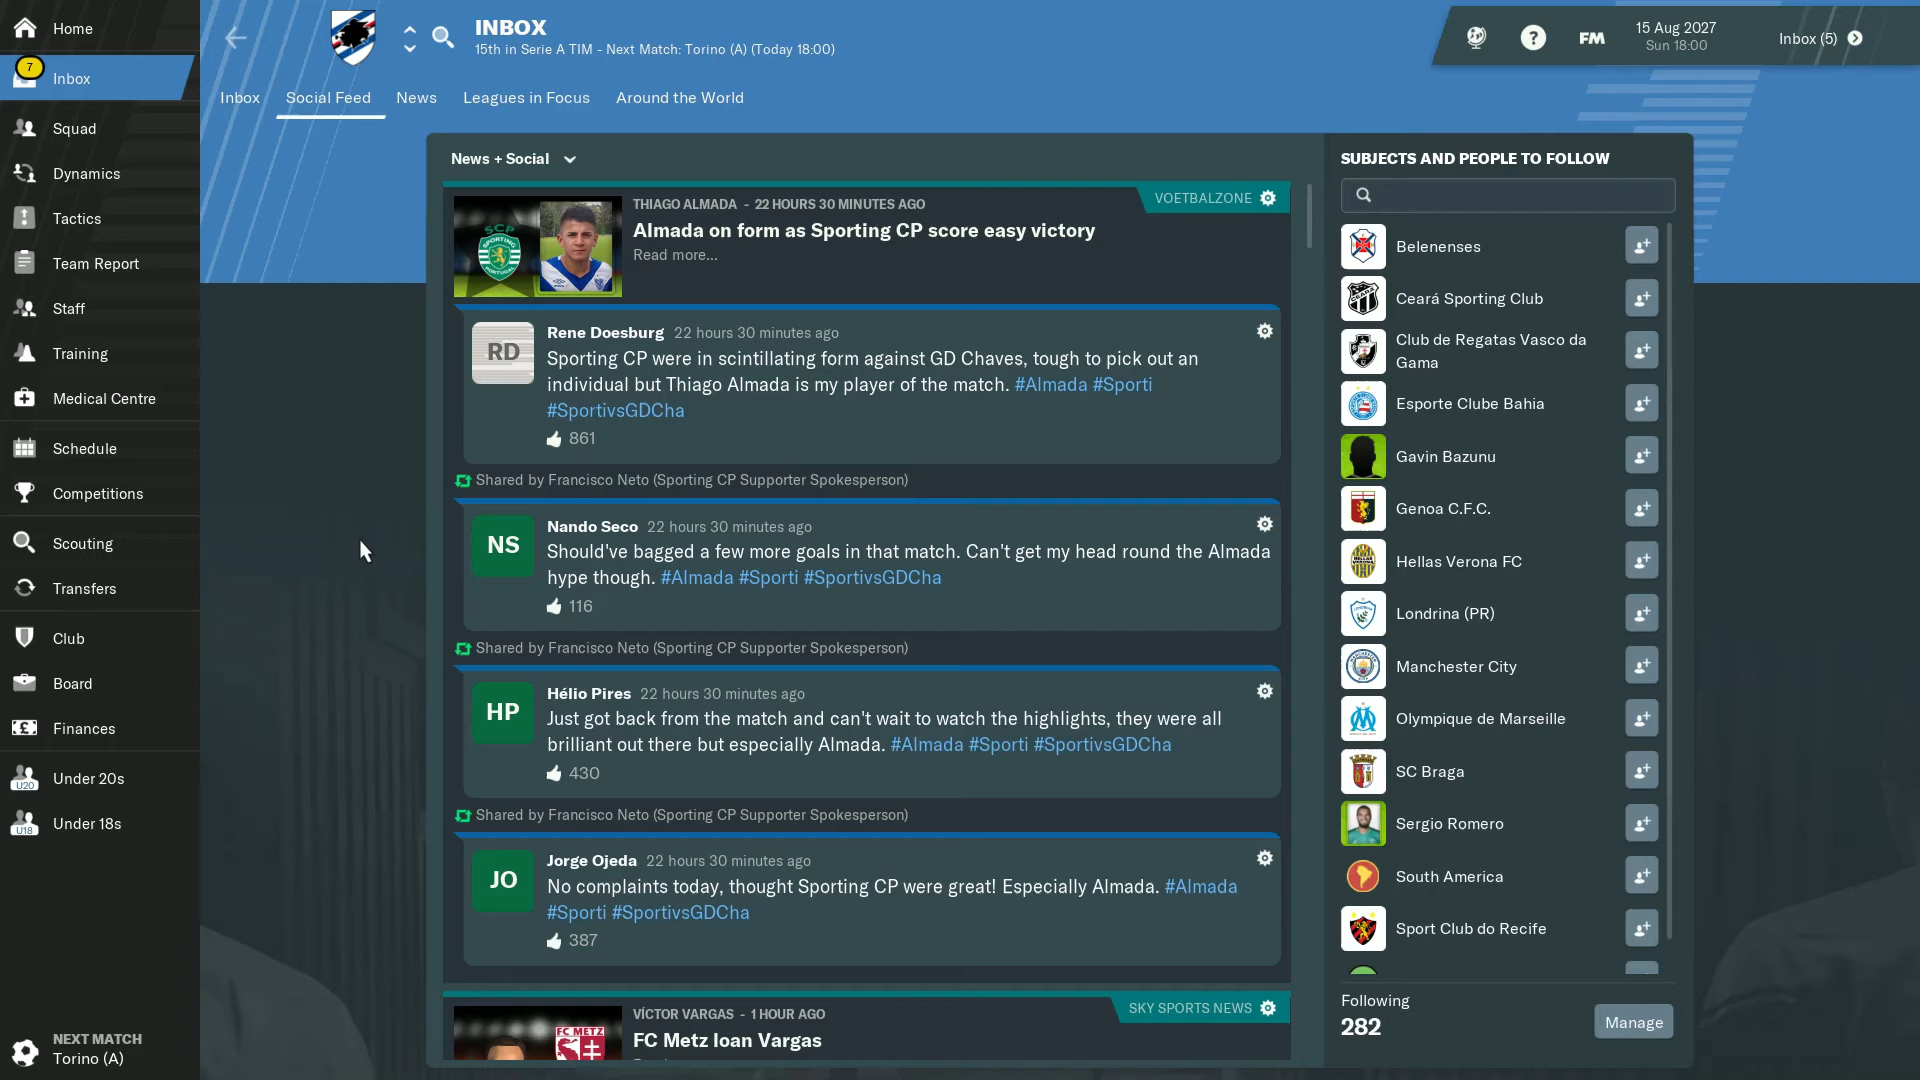 Home
7
Inbox
Squad
Dynamics
Tactics
Team Report
Staff
Training
Medical Centre
Schedule
Competitions
Scouting
Transfers
Club
Board
Finances
U20
Under 20s
U18
Under 18s
NEXT MATCH
Torino (A)
INBOX
15th in Serie A TIM - Next Match: Torino (A) (Today 18:00)
FM
15 Aug 2027
Sun 18:00
Inbox (5)
Inbox
Social Feed
News
Leagues in Focus
Around the World
News + Social
THIAGO ALMADA - 22 HOURS 30 MINUTES AGO
VOETBALZONE
Almada on form as Sporting CP score easy victory
Read more...
SCP
SPORTING
PORTUGAL
RD
Rene Doesburg 22 hours 30 minutes ago
Sporting CP were in scintillating form against GD Chaves, tough to pick out an
individual but Thiago Almada is my player of the match. #Almada #Sporti
#SportivsGDCha
861
Shared by Francisco Neto (Sporting CP Supporter Spokesperson)
NS
Nando Seco 22 hours 30 minutes ago
Should've bagged a few more goals in that match. Can't get my head round the Almada
hype though. #Almada #Sporti #SportivsGDCha
116
Shared by Francisco Neto (Sporting CP Supporter Spokesperson)
HP
Hélio Pires 22 hours 30 minutes ago
Just got back from the match and can't wait to watch the highlights, they were all
brilliant out there but especially Almada. #Almada #Sporti #SportivsGDCha
430
Shared by Francisco Neto (Sporting CP Supporter Spokesperson)
JO
Jorge Ojeda 22 hours 30 minutes ago
No complaints today, thought Sporting CP were great! Especially Almada. #Almada
#Sporti #SportivsGDCha
387
FC METZ
VÍCTOR VARGAS - 1 HOUR AGO
SKY SPORTS NEWS
FC Metz loan Vargas
SUBJECTS AND PEOPLE TO FOLLOW
Belenenses
Ceará Sporting Club
Club de Regatas Vasco da
Gama
Esporte Clube Bahia
Gavin Bazunu
Genoa C.F.C.
Hellas Verona FC
Londrina (PR)
Manchester City
Olympique de Marseille
SC Braga
Sergio Romero
South America
Sport Club do Recife
Following
282
Manage